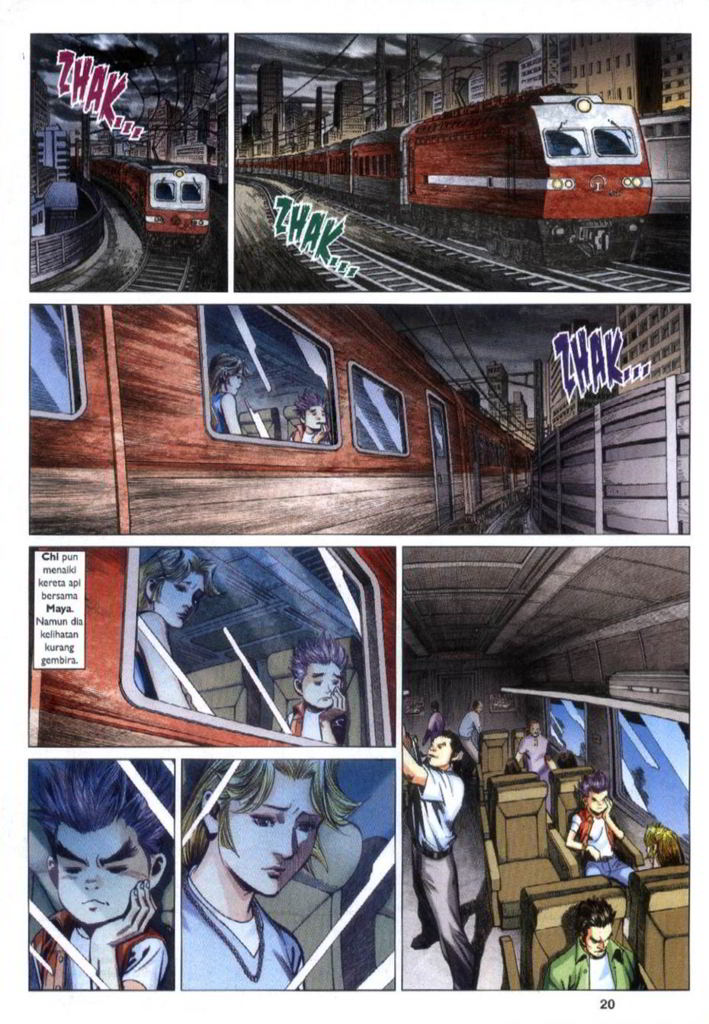 ZHAK...
ZHAK...
ZHAK...
Chi pun
menaiki
kereta api
bersama
Maya.
Namun dia
kelihatan
kurang
gembira.
20